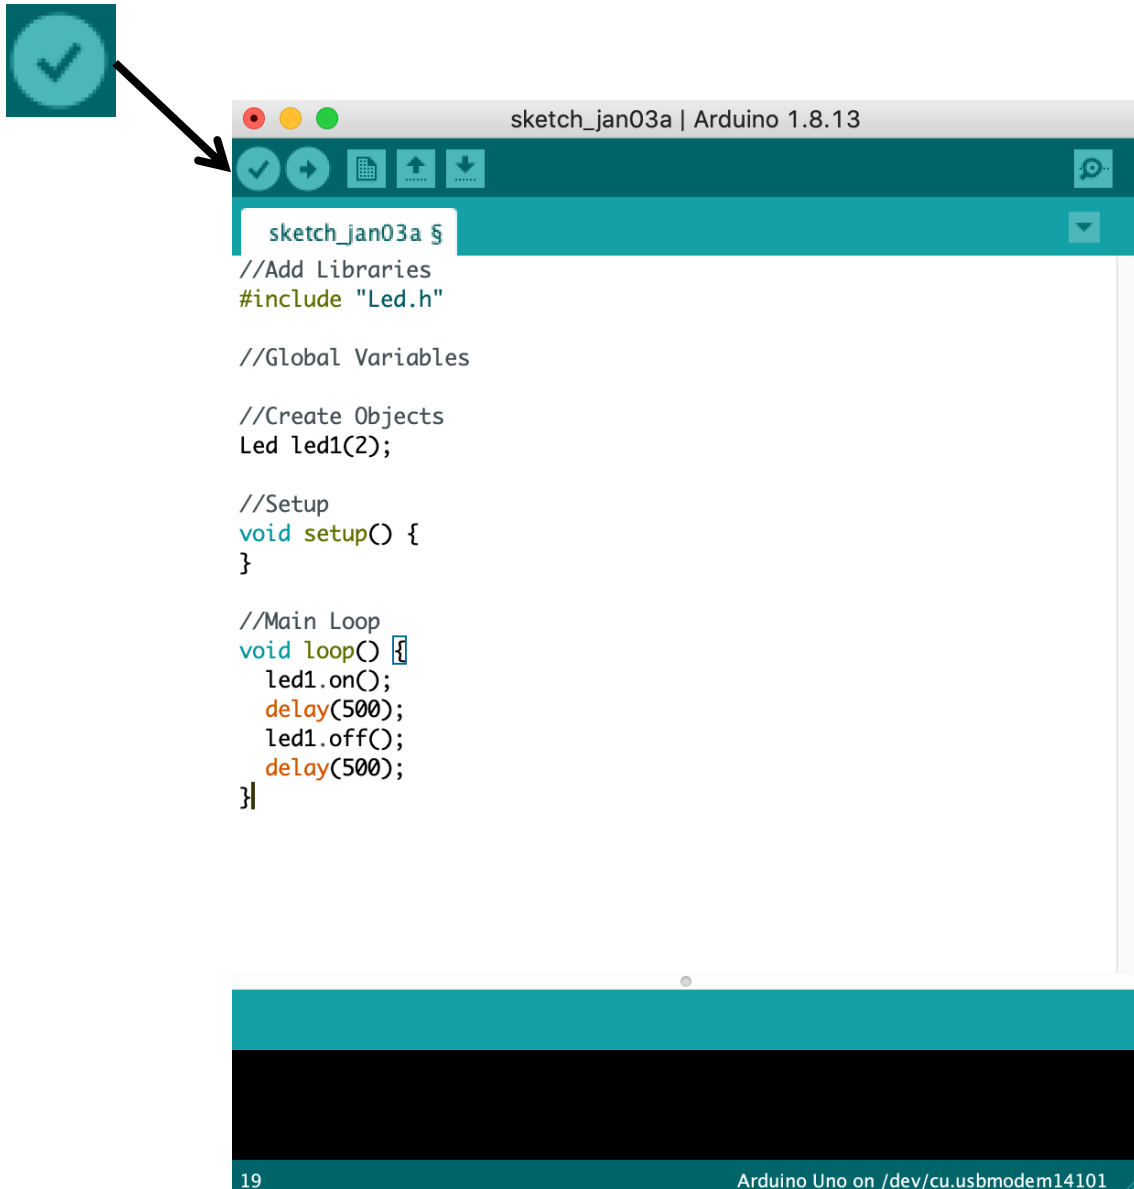 sketch_jan03a | Arduino 1.8.13
sketch_jan03a §
//Add Libraries
#include "Led.h"
//Global Variables
//Create Objects
Led led1(2);
//Setup
void setup() {
}
//Main Loop
void loop() {
  led1.on();
  delay(500);
  led1.off();
  delay(500);
}
19
Arduino Uno on /dev/cu.usbmodem14101